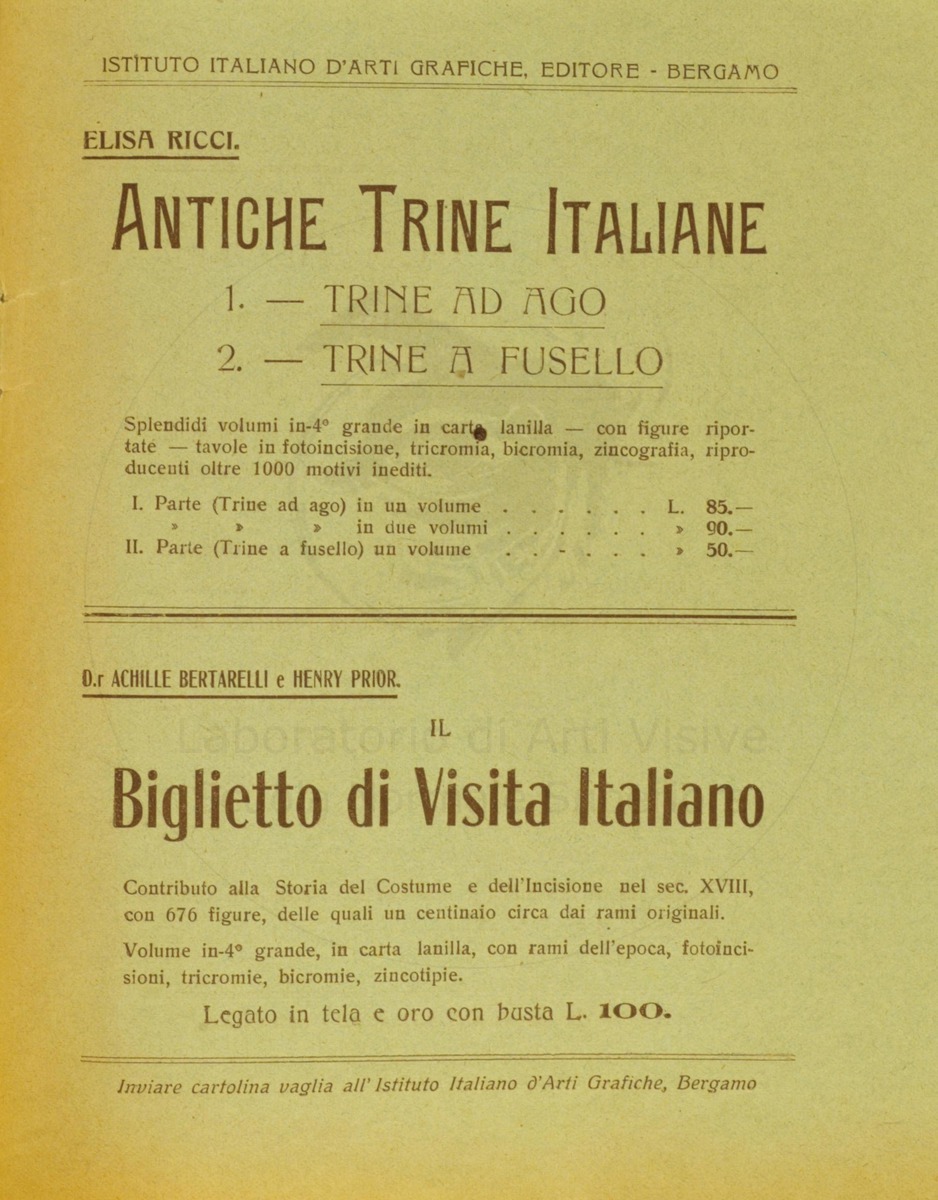 ISTITUTO ITALIANO D'ARTI GRAFICHE, EDITORE - BERGAMO
ELISA RICCI.
ANTICHE TRINE ITALIANE
1. — TRINE AD AGO
2. — TRINE A FUSELLO
Splendidi volumi in-4° grande in carta lanilla — con figure ripor-
tate — tavole in fotoincisione, tricromia, bicromia, zincografia, ripro-
ducenti oltre 1000 motivi inediti.
I. Parte (Trine ad ago) in un volume . . . . . . L. 85.—
» » » in due volumi . . . . . . » 90.—
II. Parte (Trine a fusello) un volume . . - . . . » 50.—
D.r ACHILLE BERTARELLI e HENRY PRIOR.
IL
Laboratorio di Arti Visive
Biglietto di Visita Italiano
Contributo alla Storia del Costume e dell'Incisione nel sec. XVIII,
con 676 figure, delle quali un centinaio circa dai rami originali.
Volume in-4° grande, in carta lanilla, con rami dell'epoca, fotoinci-
sioni, tricromie, bicromie, zincotipie.
Legato in tela e oro con busta L. 100.
Inviare cartolina vaglia all'Istituto Italiano d'Arti Grafiche, Bergamo